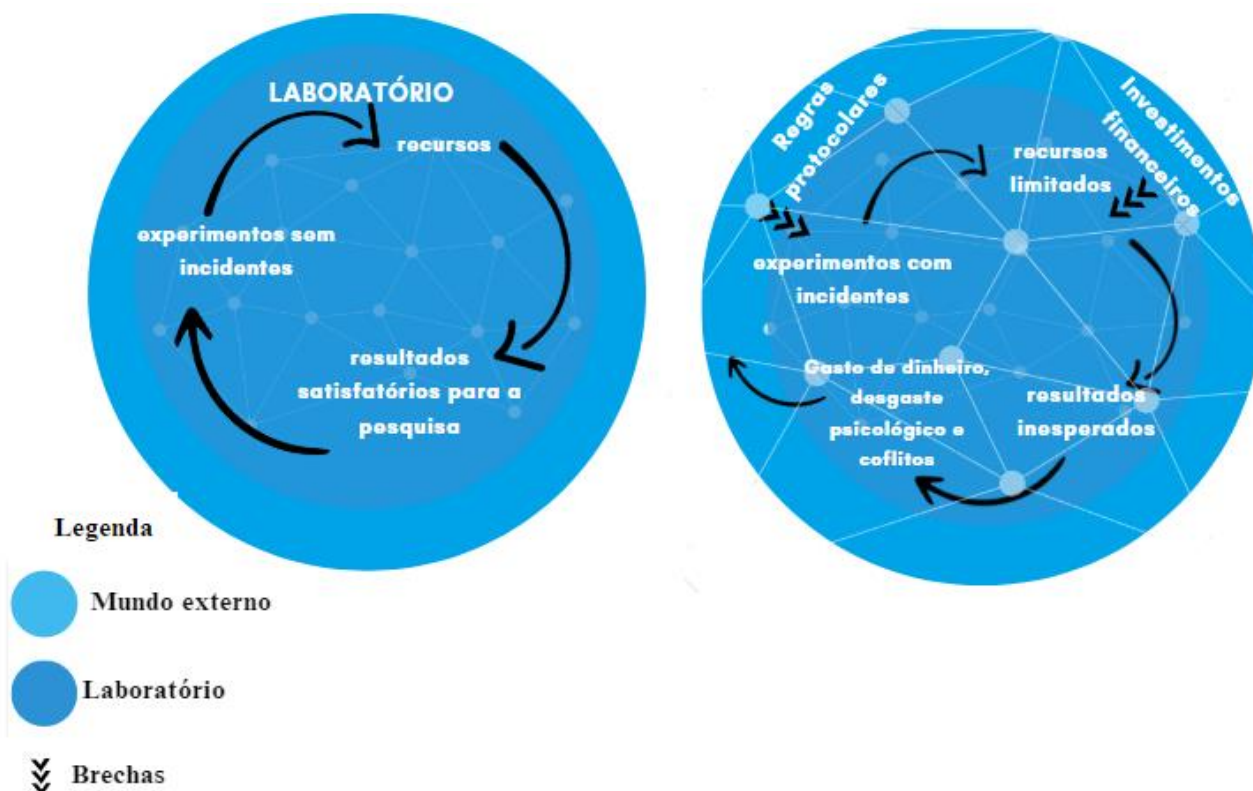 LABORATÓRIO
recursos
experimentos sem
incidentes
resultados
satisfatórios para a
pesquisa
Regras
protocolares
Investimentos
financeiros
recursos
limitados
experimentos com
incidentes
Gasto de dinheiro,
desgaste
psicológico e
coflitos
resultados
inesperados
Legenda
Mundo externo
Laboratório
Brechas